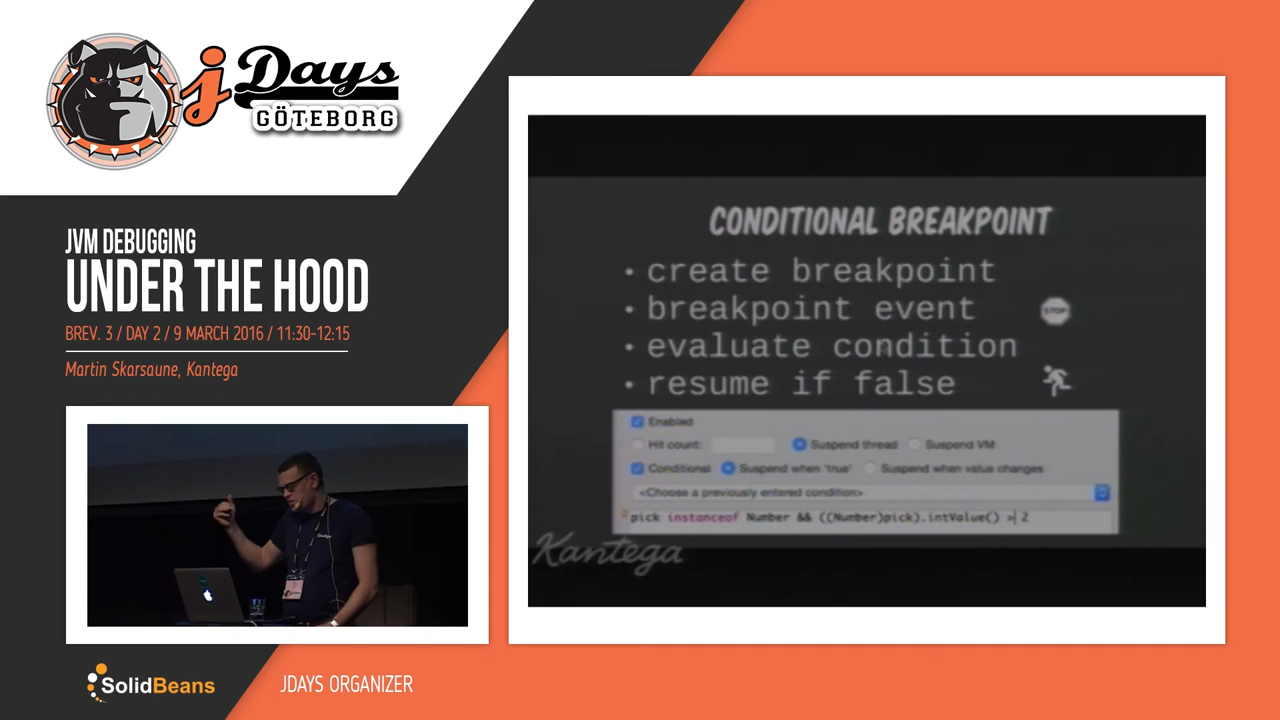 j Days
GÖTEBORG
JVM DEBUGGING
UNDER THE HOOD
BREV. 3 / DAY 2 / 9 MARCH 2016 / 11:30-12:15
Martin Skarsaune, Kantega
CONDITIONAL BREAKPOINT
• create breakpoint
• breakpoint event
STOP
• evaluate condition
• resume if false
Enabled
Hit count: Suspend thread Suspend VM
Conditional Suspend when 'true' Suspend when value changes
<Choose a previously entered condition>
pick instanceof Number && ((Number)pick).intValue() > 2
Kantega
SolidBeans
JDAYS ORGANIZER